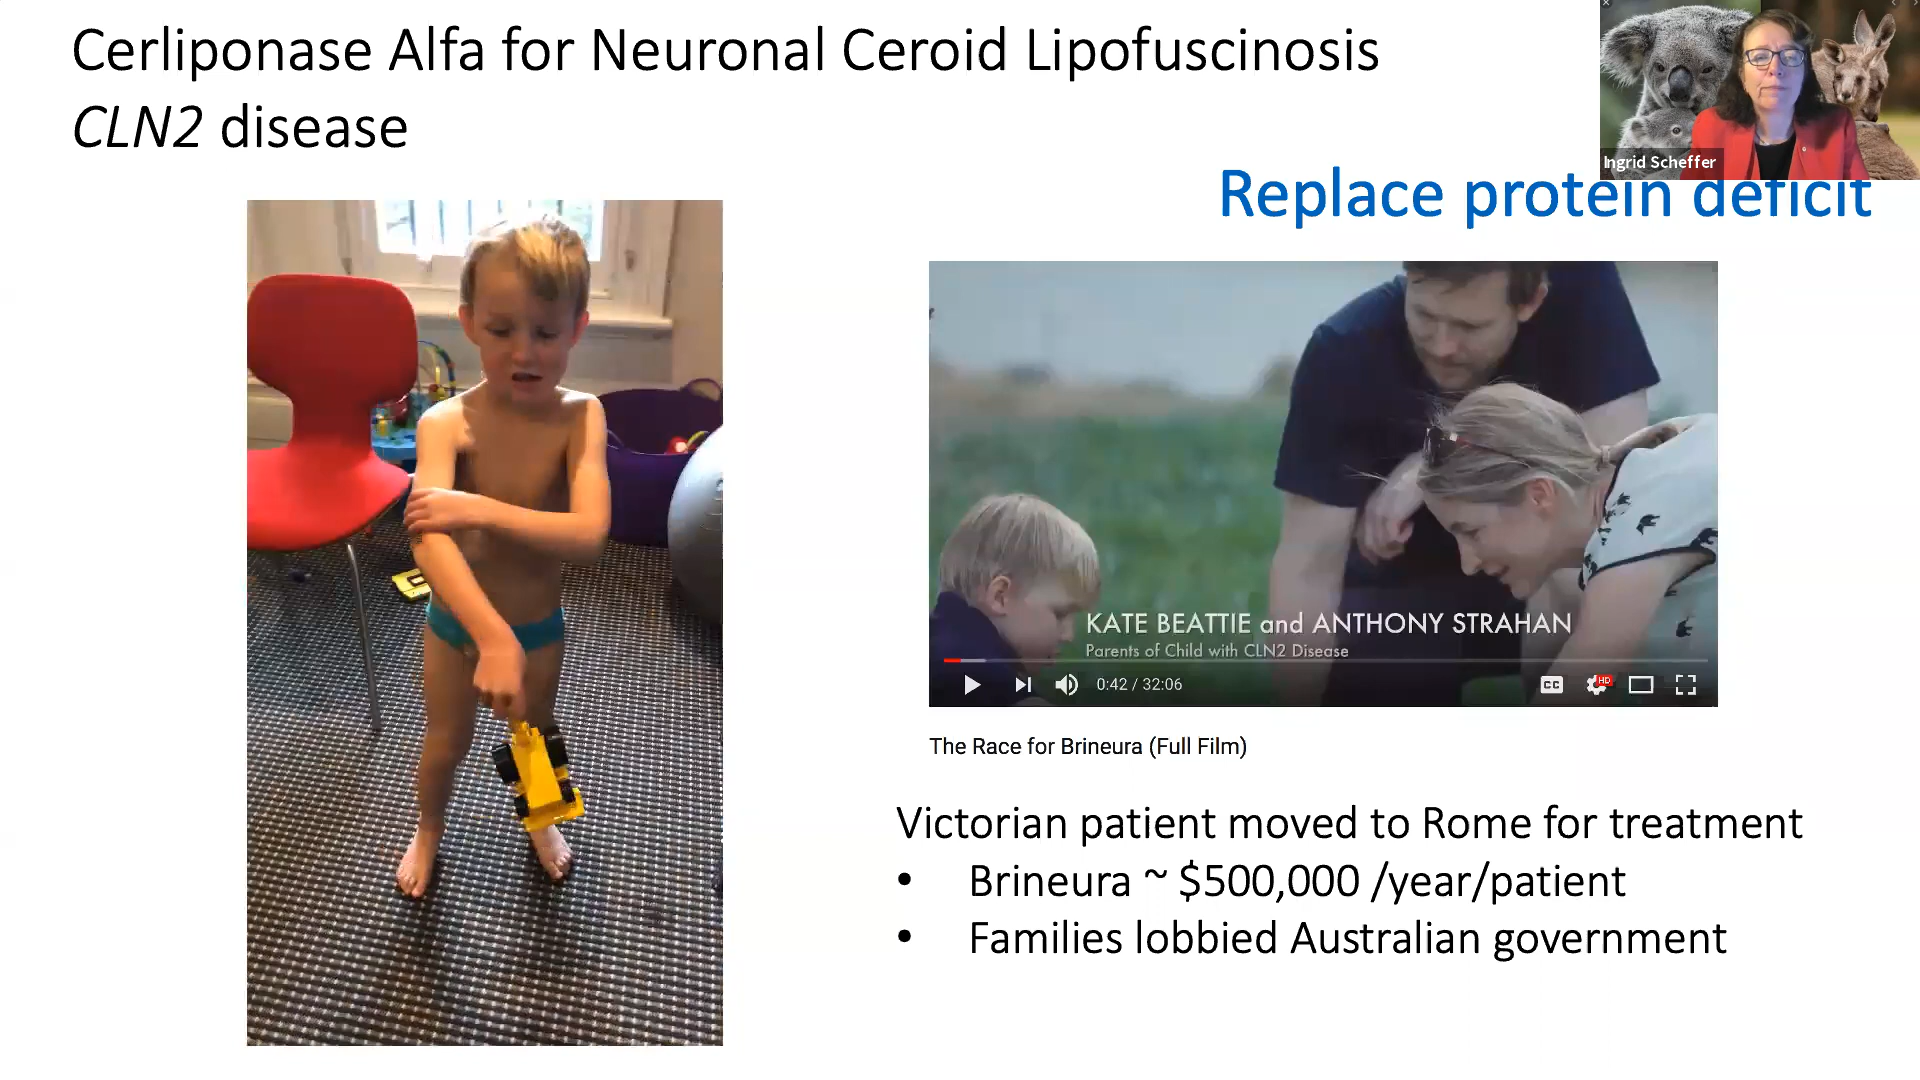 Cerliponase Alfa for Neuronal Ceroid Lipofuscinosis
CLN2 disease
Ingrid Scheffer
Replace protein deficit
KATE BEATTIE and ANTHONY STRAHAN
Parents of Child with CLN2 Disease
0:42 / 32:06
CC
HD
The Race for Brineura (Full Film)
Victorian patient moved to Rome for treatment
• Brineura ~ $500,000 /year/patient
• Families lobbied Australian government